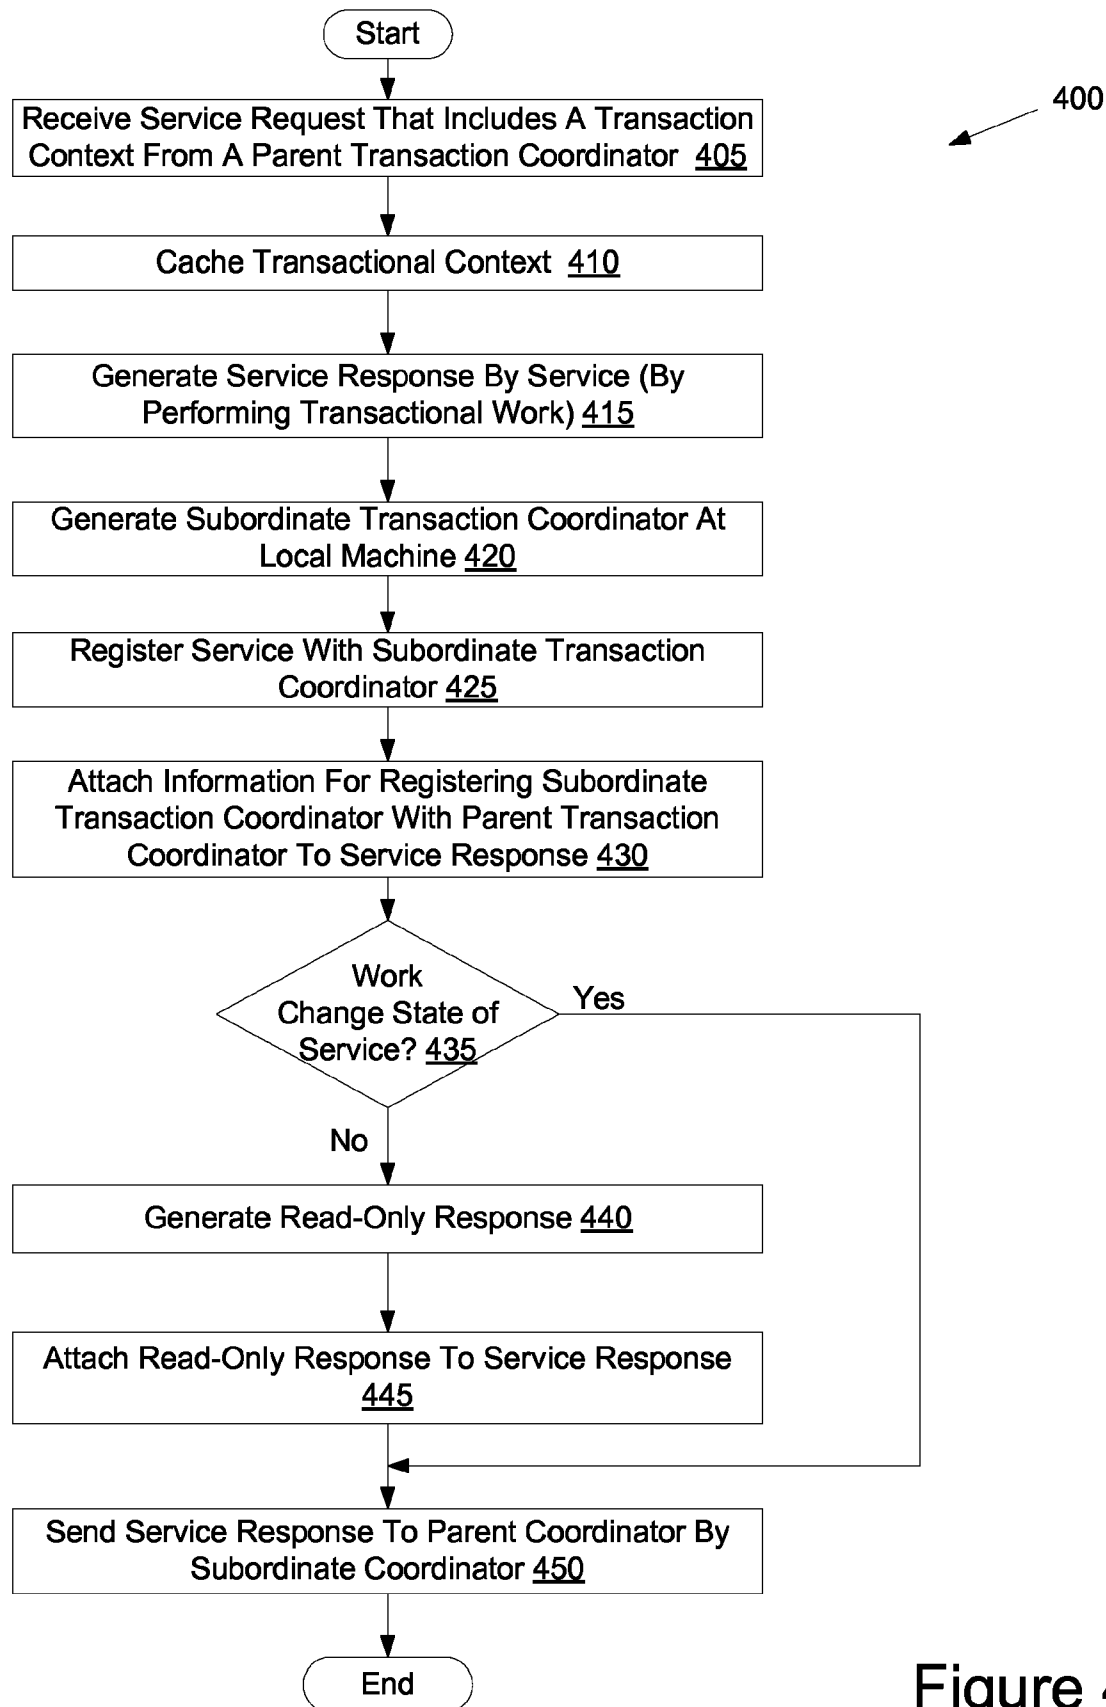 Start
400
Receive Service Request That Includes A Transaction
Context From A Parent Transaction Coordinator 405
Cache Transactional Context 410
Generate Service Response By Service (By
Performing Transactional Work) 415
Generate Subordinate Transaction Coordinator At
Local Machine 420
Register Service With Subordinate Transaction
Coordinator 425
Attach Information For Registering Subordinate
Transaction Coordinator With Parent Transaction
Coordinator To Service Response 430
Work
Change State of
Service? 435
Yes
No
Generate Read-Only Response 440
Attach Read-Only Response To Service Response
445
Send Service Response To Parent Coordinator By
Subordinate Coordinator 450
End
Figure 4